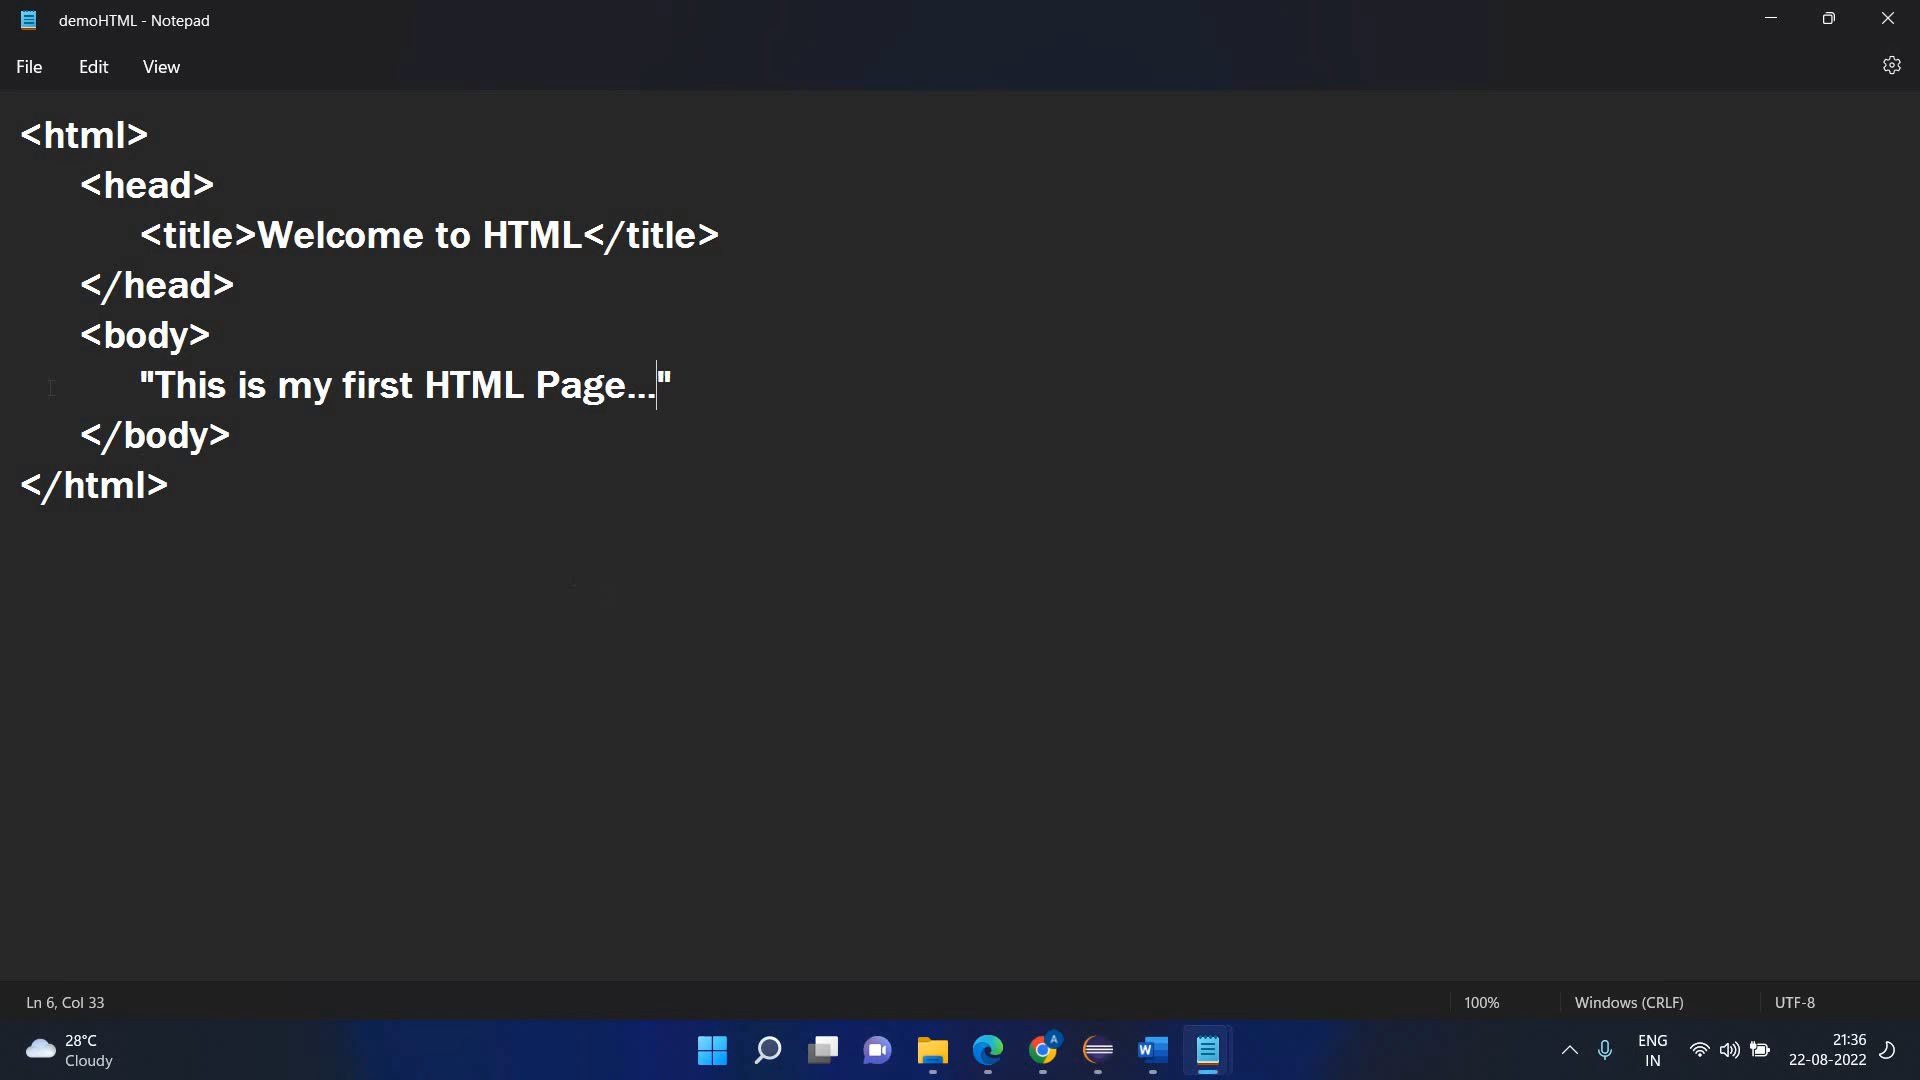 demoHTML - Notepad
File Edit View
<html>
<head>
<title>Welcome to HTML</title>
</head>
<body>
"This is my first HTML Page..."
</body>
</html>
Ln 6, Col 33 100% Windows (CRLF) UTF-8
28°C
Cloudy
A
W
ENG
IN
21:36
22-08-2022